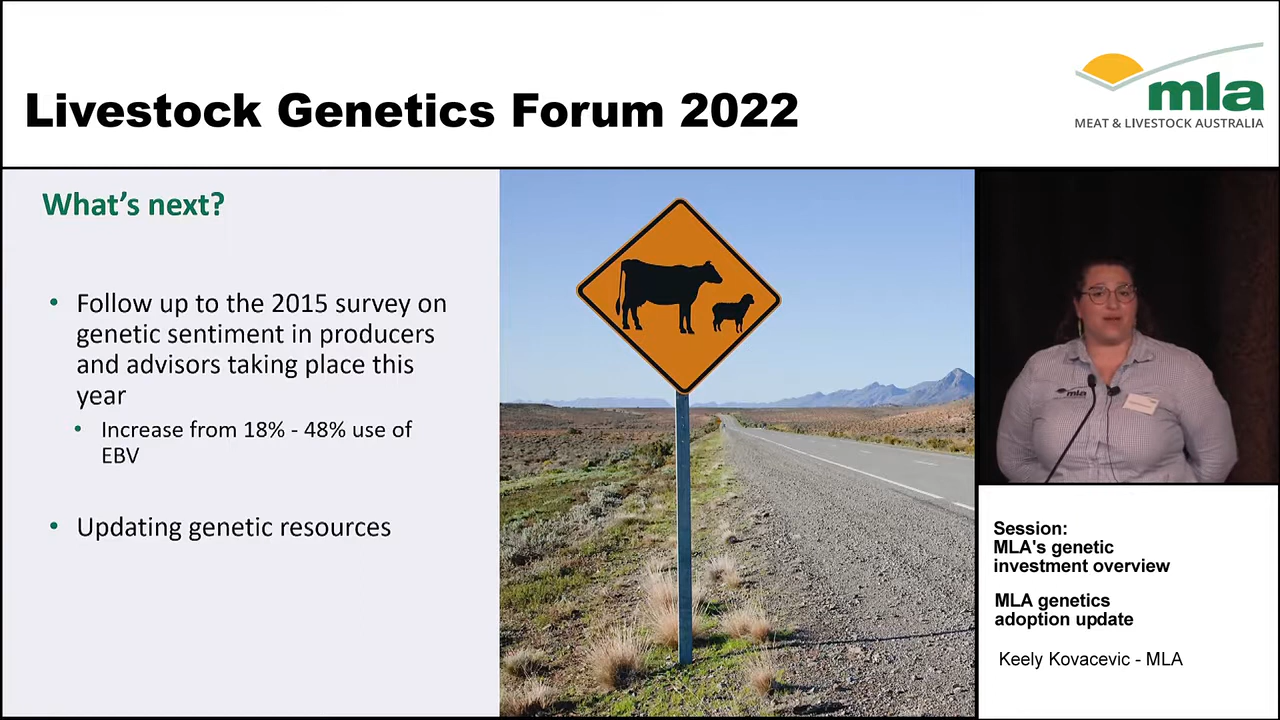 Livestock Genetics Forum 2022
mla
MEAT & LIVESTOCK AUSTRALIA
What's next?
• Follow up to the 2015 survey on
genetic sentiment in producers
and advisors taking place this
year
• Increase from 18% - 48% use of
EBV
• Updating genetic resources
mla
Session:
MLA's genetic
investment overview
MLA genetics
adoption update
Keely Kovacevic - MLA